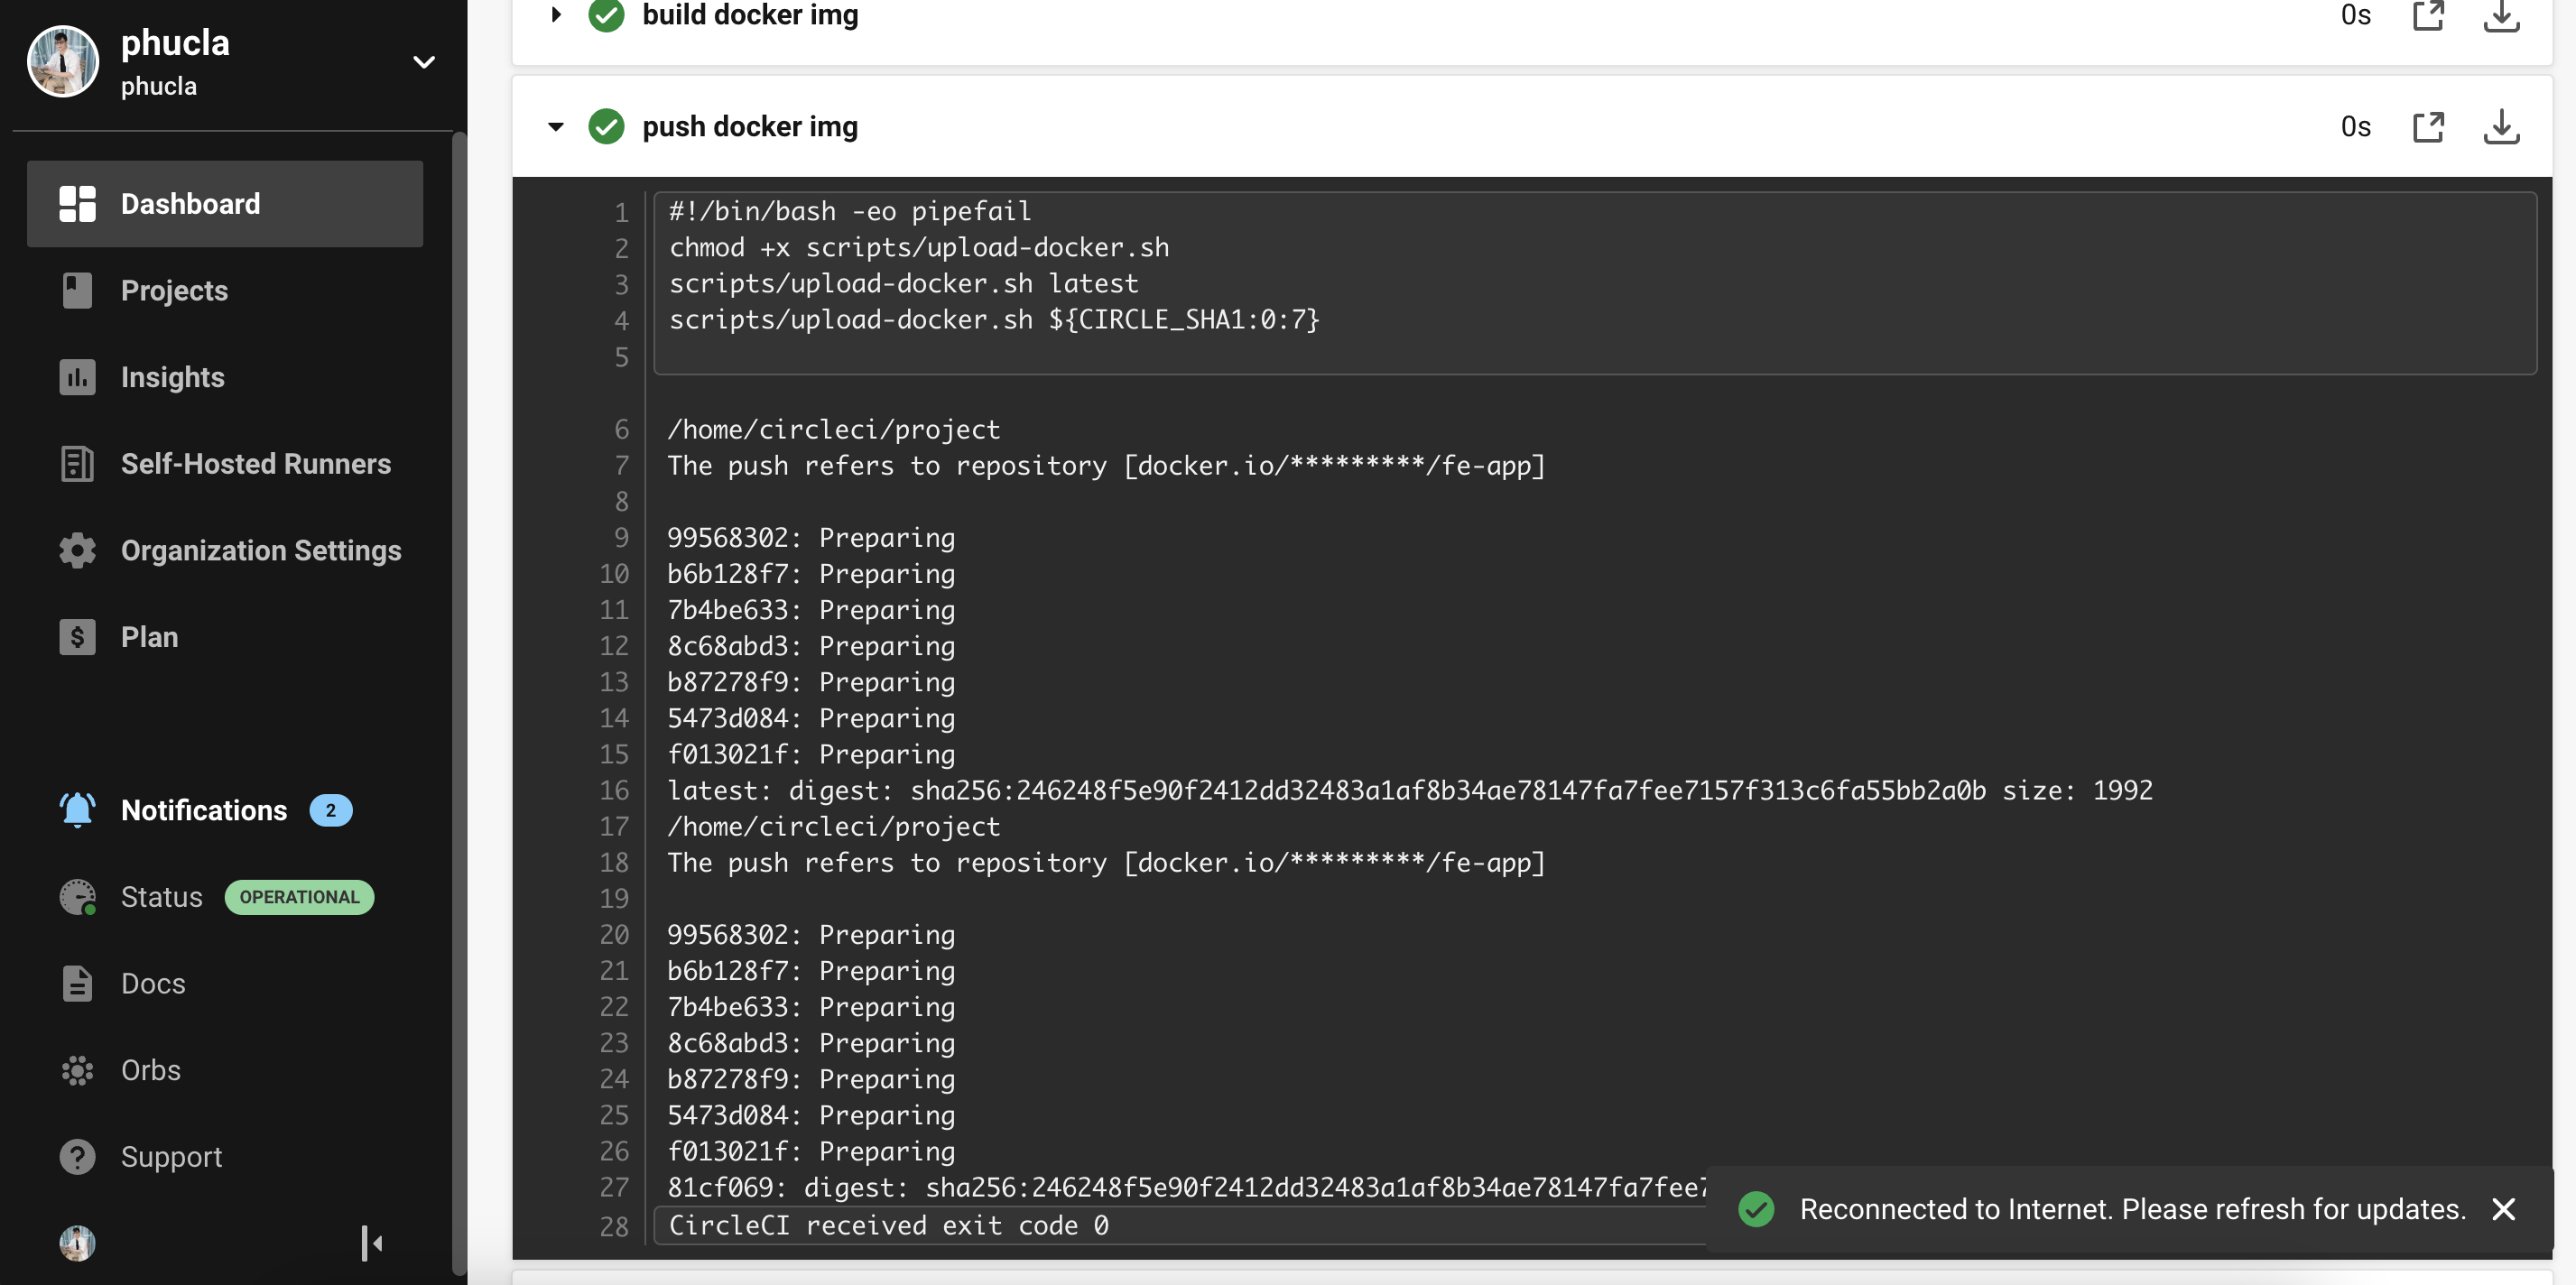 phucla
phucla
Dashboard
Projects
Insights
Self-Hosted Runners
Organization Settings
$ Plan
Notifications 2
Status OPERATIONAL
Docs
Orbs
? Support
build docker img 0s
push docker img 0s
1 #!/bin/bash -eo pipefail
2 chmod +x scripts/upload-docker.sh
3 scripts/upload-docker.sh latest
4 scripts/upload-docker.sh ${CIRCLE_SHA1:0:7}
5
6 /home/circleci/project
7 The push refers to repository [docker.io/*********/fe-app]
8
9 99568302: Preparing
10 b6b128f7: Preparing
11 7b4be633: Preparing
12 8c68abd3: Preparing
13 b87278f9: Preparing
14 5473d084: Preparing
15 f013021f: Preparing
16 latest: digest: sha256:246248f5e90f2412dd32483a1af8b34ae78147fa7fee7157f313c6fa55bb2a0b size: 1992
17 /home/circleci/project
18 The push refers to repository [docker.io/*********/fe-app]
19
20 99568302: Preparing
21 b6b128f7: Preparing
22 7b4be633: Preparing
23 8c68abd3: Preparing
24 b87278f9: Preparing
25 5473d084: Preparing
26 f013021f: Preparing
27 81cf069: digest: sha256:246248f5e90f2412dd32483a1af8b34ae78147fa7fee7
28 CircleCI received exit code 0
Reconnected to Internet. Please refresh for updates.